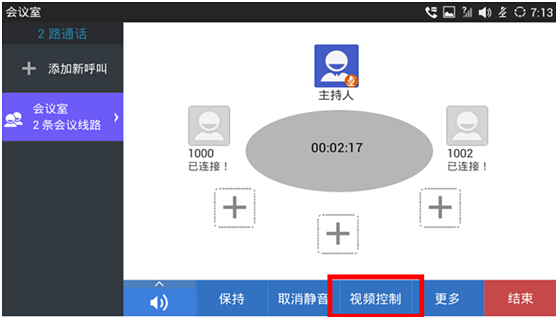 会议室
7:13
2 路通话
添加新呼叫
会议室
2 条会议线路
主持人
1000
已连接！
00:02:17
1002
已连接！
保持
取消静音
视频控制
更多
结束